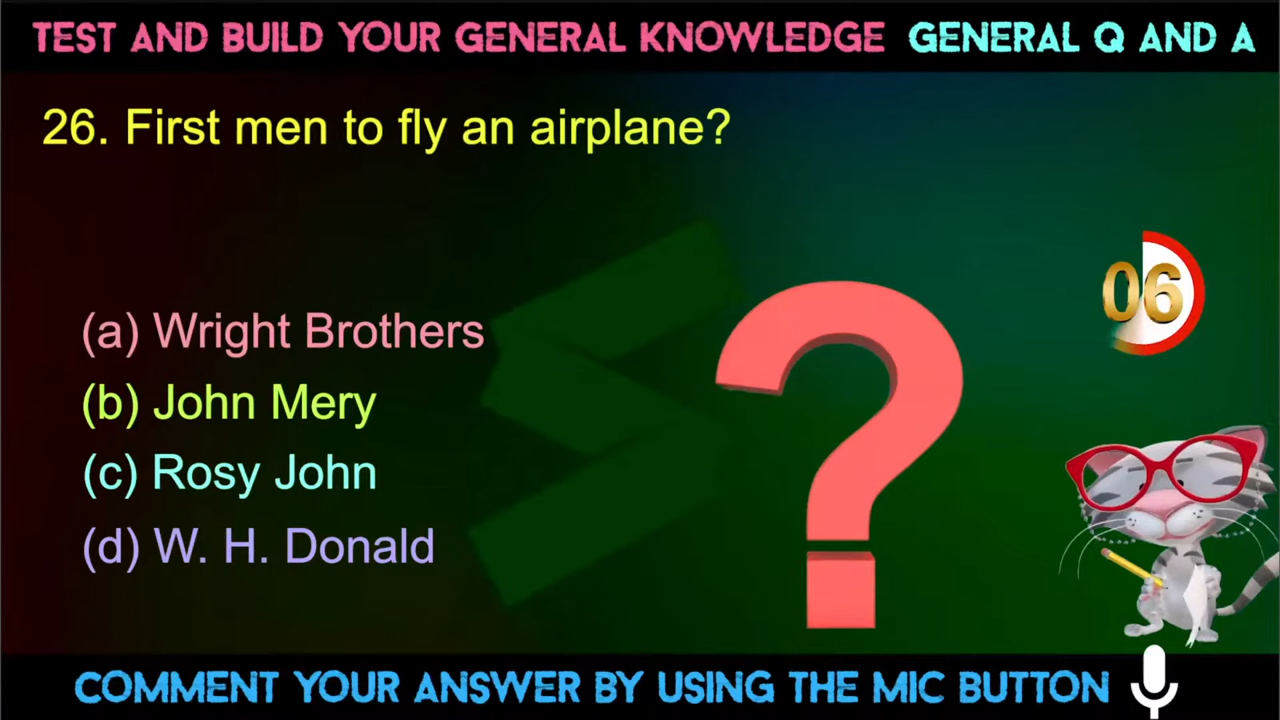 TEST AND BUILD YOUR GENERAL KNOWLEDGE GENERAL Q AND A
26. First men to fly an airplane?
06
(a) Wright Brothers
(b) John Mery
(c) Rosy John
(d) W. H. Donald
COMMENT YOUR ANSWER BY USING THE MIC BUTTON